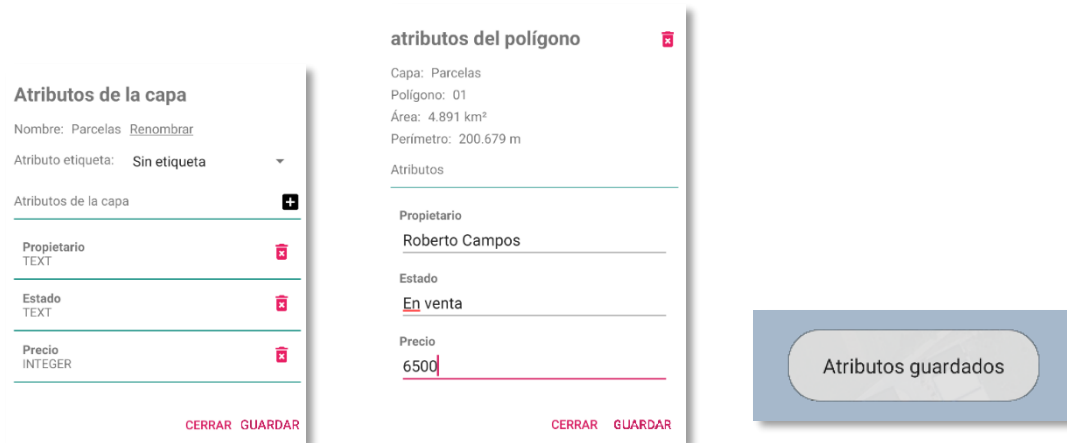 Atributos de la capa
Nombre: Parcelas Renombrar
Atributo etiqueta: Sin etiqueta
Atributos de la capa
Propietario
TEXT
Estado
TEXT
Precio
INTEGER
CERRAR GUARDAR
atributos del polígono
Capa: Parcelas
Polígono: 01
Área: 4.891 km²
Perímetro: 200.679 m
Atributos
Propietario
Roberto Campos
Estado
En venta
Precio
6500
CERRAR GUARDAR
Atributos guardados